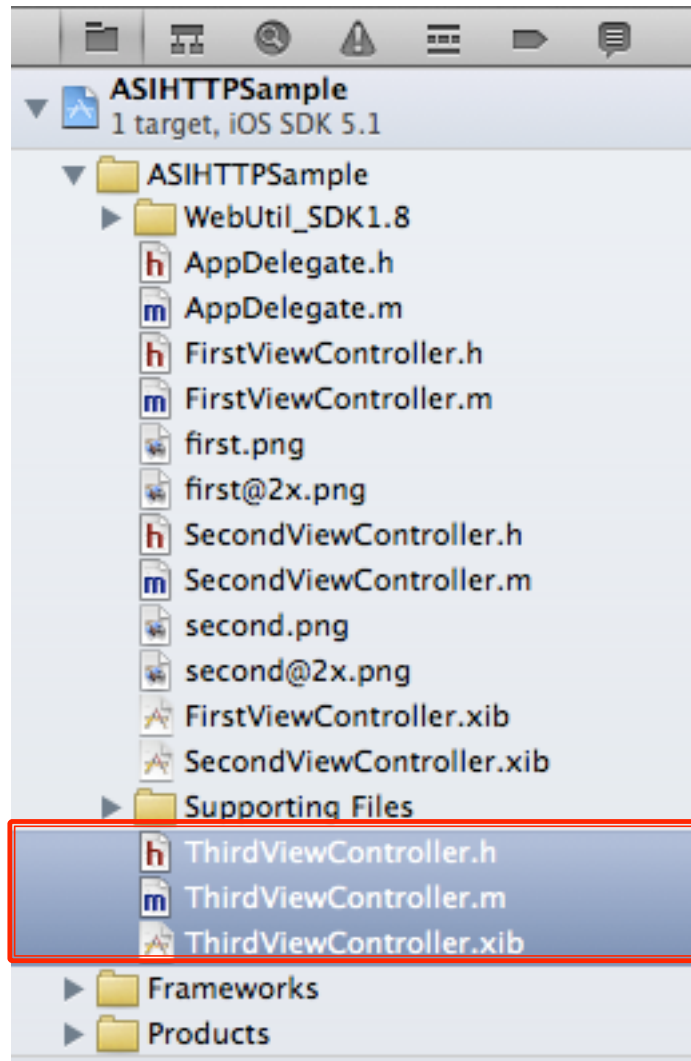 ASIHTTPSample
1 target, iOS SDK 5.1
ASIHTTPSample
WebUtil_SDK1.8
h AppDelegate.h
m AppDelegate.m
h FirstViewController.h
m FirstViewController.m
first.png
first@2x.png
h SecondViewController.h
m SecondViewController.m
second.png
second@2x.png
FirstViewController.xib
SecondViewController.xib
Supporting Files
h ThirdViewController.h
m ThirdViewController.m
ThirdViewController.xib
Frameworks
Products